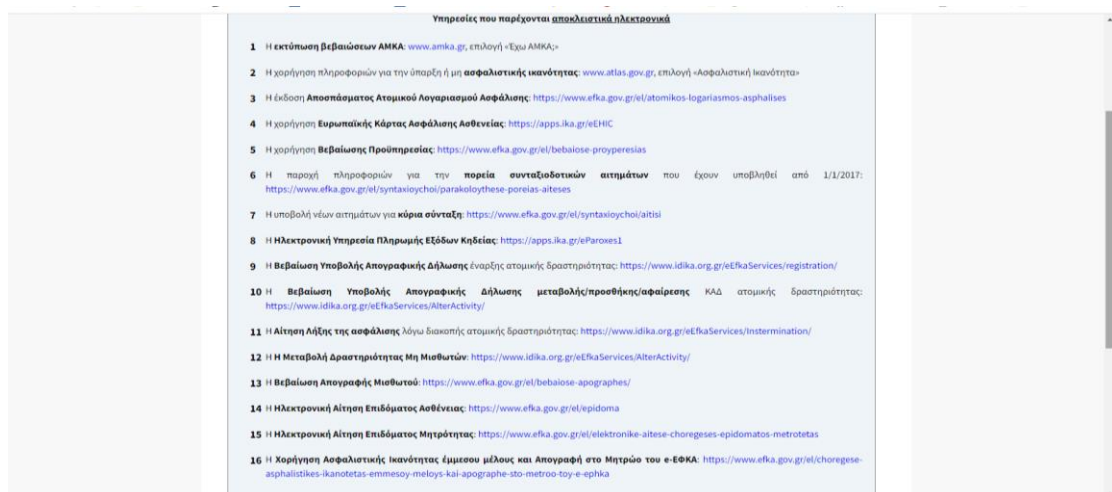 Υπηρεσίες που παρέχονται αποκλειστικά ηλεκτρονικά
1 Η εκτύπωση βεβαιώσεων ΑΜΚΑ: www.amka.gr, επιλογή «Έχω ΑΜΚΑ;»
2 Η χορήγηση πληροφοριών για την ύπαρξη ή μη ασφαλιστικής ικανότητας: www.atlas.gov.gr, επιλογή «Ασφαλιστική Ικανότητα»
3 Η έκδοση Αποσπάσματος Ατομικού Λογαριασμού Ασφάλισης: https://www.efka.gov.gr/el/atomikos-logariasmos-asphalises
4 Η χορήγηση Ευρωπαϊκής Κάρτας Ασφάλισης Ασθενείας: https://apps.ika.gr/eEHIC
5 Η χορήγηση Βεβαίωσης Προϋπηρεσίας: https://www.efka.gov.gr/el/bebaiose-proyperesias
6 Η παροχή πληροφοριών για την πορεία συνταξιοδοτικών αιτημάτων που έχουν υποβληθεί από 1/1/2017:
https://www.efka.gov.gr/el/syntaxioychoi/parakoloythese-poreias-aiteses
7 Η υποβολή νέων αιτημάτων για κύρια σύνταξη: https://www.efka.gov.gr/el/syntaxioychoi/aitisi
8 Η Ηλεκτρονική Υπηρεσία Πληρωμής Εξόδων Κηδείας: https://apps.ika.gr/eParoxes1
9 Η Βεβαίωση Υποβολής Απογραφικής Δήλωσης έναρξης ατομικής δραστηριότητας: https://www.idika.org.gr/eEfkaServices/registration/
10 Η Βεβαίωση Υποβολής Απογραφικής Δήλωσης μεταβολής/προσθήκης/αφαίρεσης ΚΑΔ ατομικής δραστηριότητας:
https://www.idika.org.gr/eEfkaServices/AlterActivity/
11 Η Αίτηση Λήξης της ασφάλισης λόγω διακοπής ατομικής δραστηριότητας: https://www.idika.org.gr/eEfkaServices/Instermination/
12 Η Η Μεταβολή Δραστηριότητας Μη Μισθωτών: https://www.idika.org.gr/eEfkaServices/AlterActivity/
13 Η Βεβαίωση Απογραφής Μισθωτού: https://www.efka.gov.gr/el/bebaiose-apographes/
14 Η Ηλεκτρονική Αίτηση Επιδόματος Ασθένειας: https://www.efka.gov.gr/el/epidoma
15 Η Ηλεκτρονική Αίτηση Επιδόματος Μητρότητας: https://www.efka.gov.gr/el/elektronike-aitese-choregeses-epidomatos-metrotetas
16 Η Χορήγηση Ασφαλιστικής Ικανότητας έμμεσου μέλους και Απογραφή στο Μητρώο του e-ΕΦΚΑ: https://www.efka.gov.gr/el/choregese-
asphalistikes-ikanotetas-emmesoy-meloys-kai-apographe-sto-metroo-toy-e-ephka